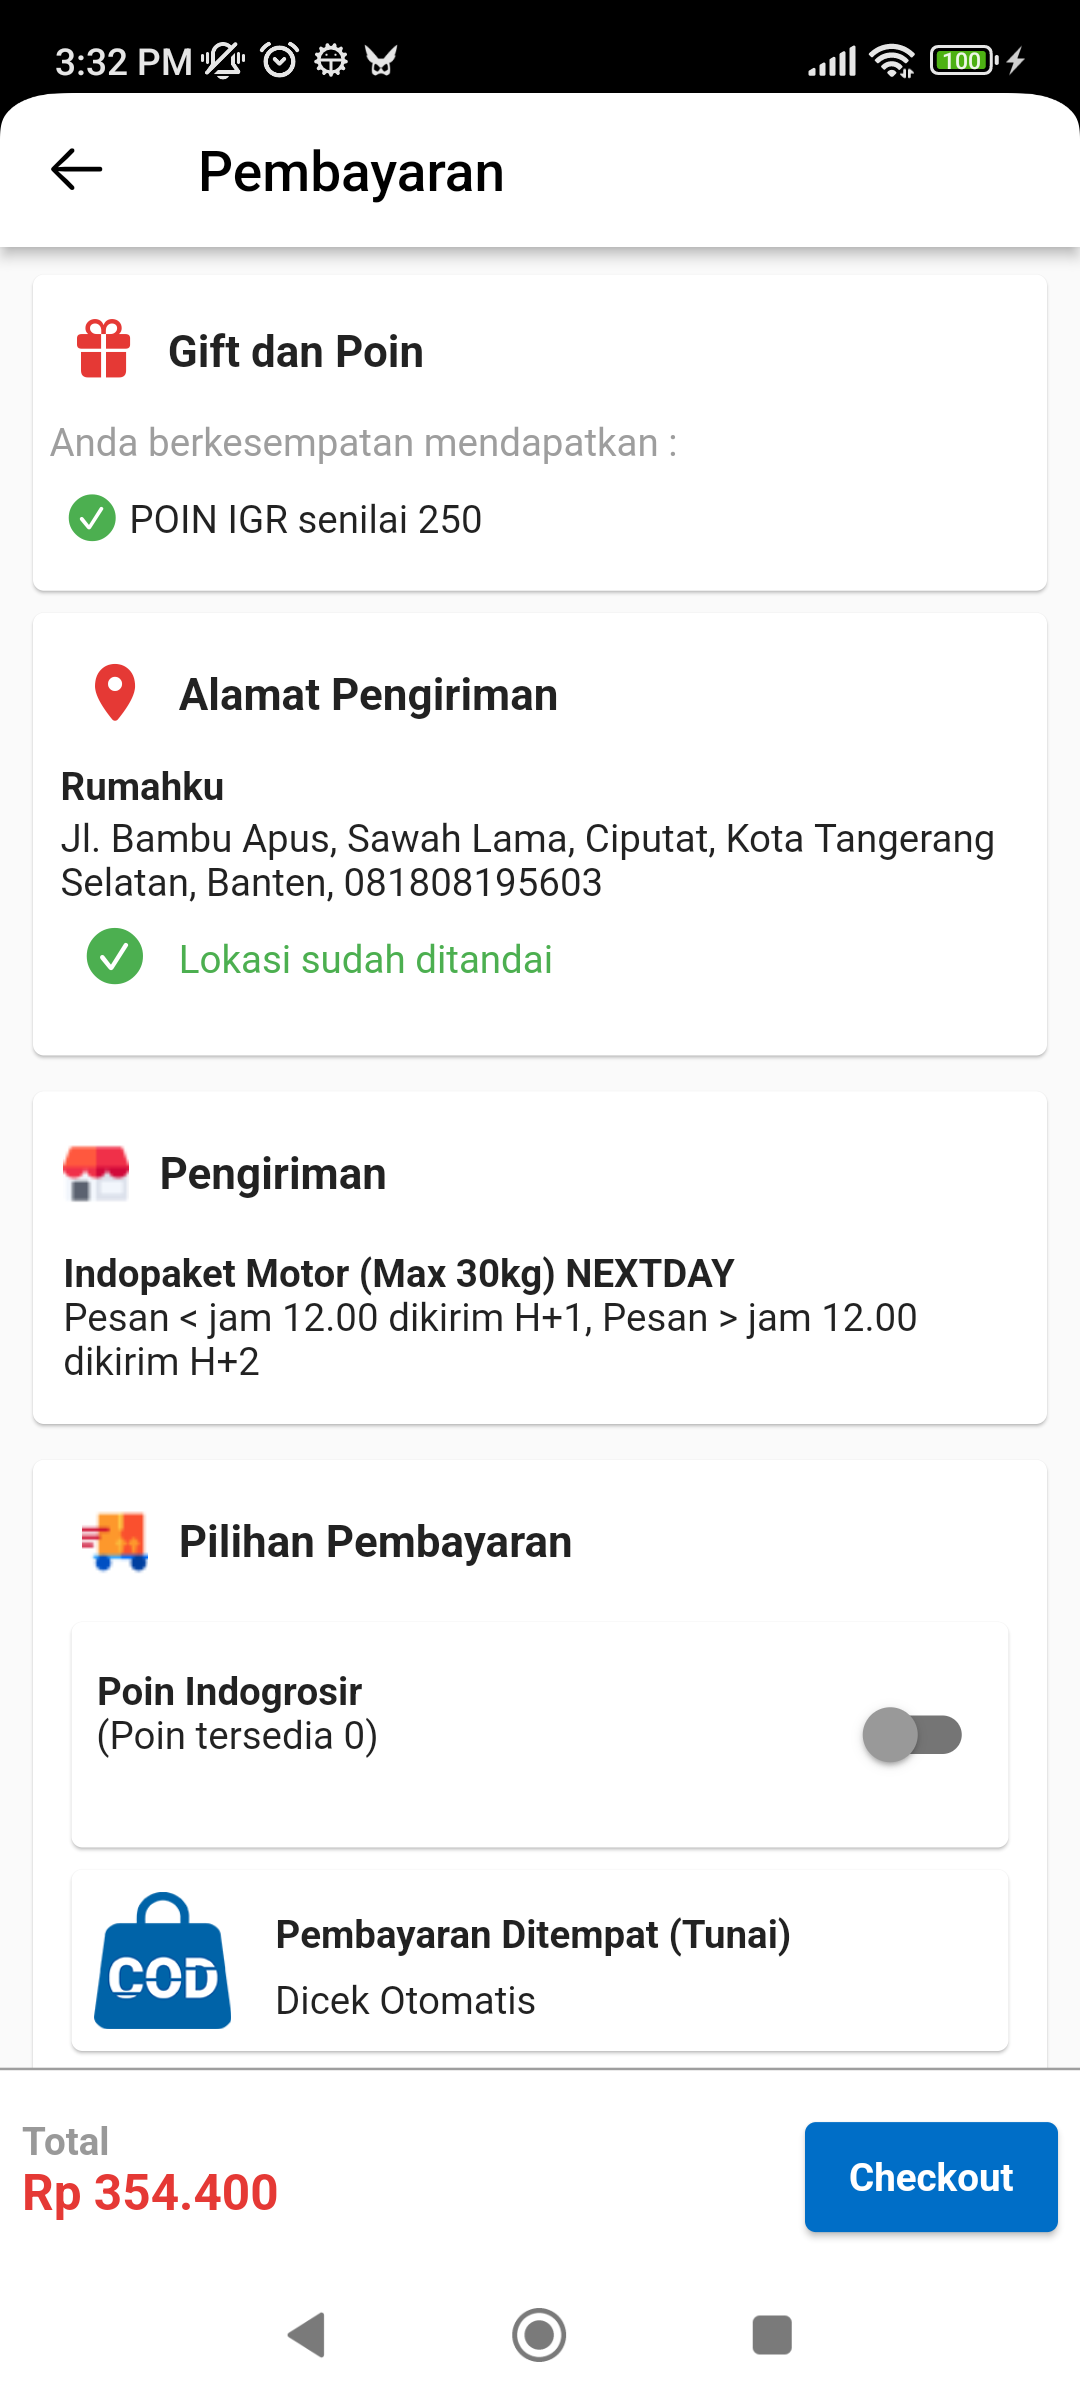 3:32 PM
100
Pembayaran
Gift dan Poin
Anda berkesempatan mendapatkan :
POIN IGR senilai 250
Alamat Pengiriman
Rumahku
Jl. Bambu Apus, Sawah Lama, Ciputat, Kota Tangerang
Selatan, Banten, 081808195603
Lokasi sudah ditandai
Pengiriman
Indopaket Motor (Max 30kg) NEXTDAY
Pesan < jam 12.00 dikirim H+1, Pesan > jam 12.00
dikirim H+2
Pilihan Pembayaran
Poin Indogrosir
(Poin tersedia 0)
COD
Pembayaran Ditempat (Tunai)
Dicek Otomatis
Total
Rp 354.400
Checkout